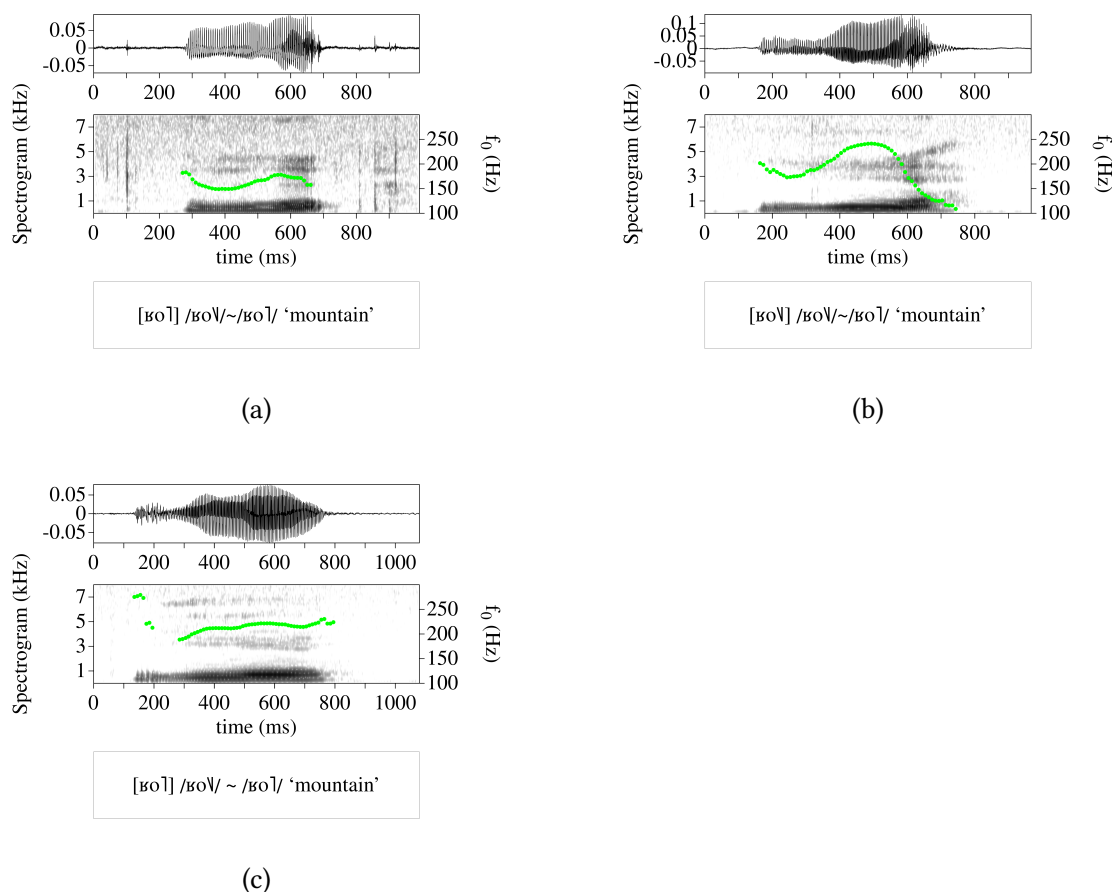 0.05
0
-0.05
0 200 400 600 800
Spectrogram (kHz)
7
5
3
1
250
200
150
100
f₀ (Hz)
0 200 400 600 800
time (ms)
[ʁo˥] /ʁo˥˩/~/ʁo˥/ ‘mountain’
(a)
0.1
0.05
0
-0.05
0 200 400 600 800
Spectrogram (kHz)
7
5
3
1
250
200
150
100
f₀ (Hz)
0 200 400 600 800
time (ms)
[ʁo˥˩] /ʁo˥˩/~/ʁo˥/ ‘mountain’
(b)
0.05
0
-0.05
0 200 400 600 800 1000
Spectrogram (kHz)
7
5
3
1
250
200
150
100
f₀ (Hz)
0 200 400 600 800 1000
time (ms)
[ʁo˥] /ʁo˥˩/ ~ /ʁo˥/ ‘mountain’
(c)